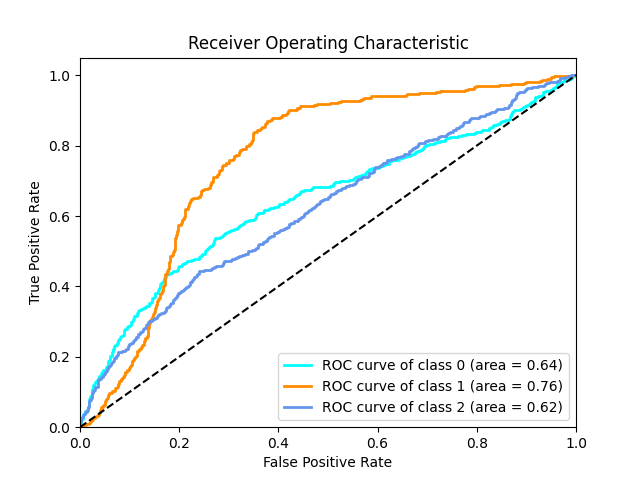 Receiver Operating Characteristic
True Positive Rate
1.0
0.8
0.6
0.4
0.2
0.0
ROC curve of class 0 (area = 0.64)
ROC curve of class 1 (area = 0.76)
ROC curve of class 2 (area = 0.62)
0.0 0.2 0.4 0.6 0.8 1.0
False Positive Rate